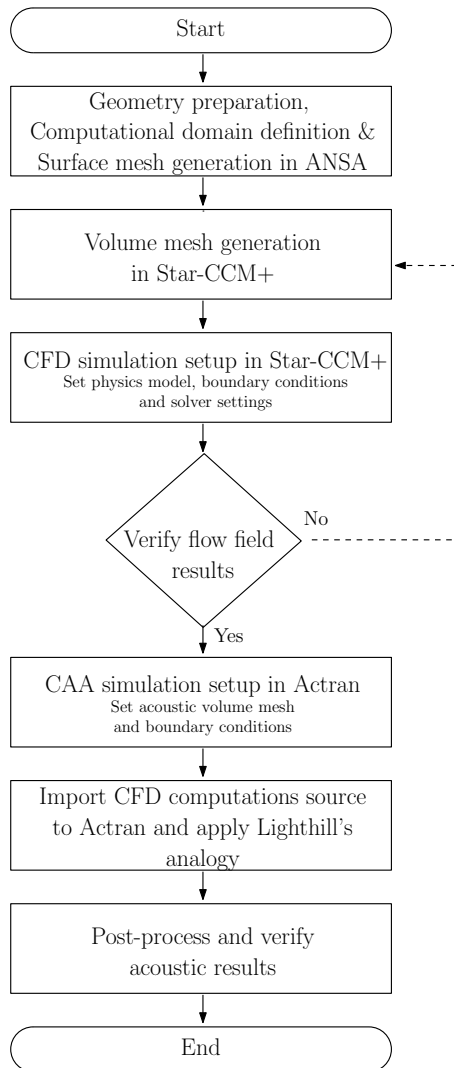 Start
Geometry preparation,
Computational domain definition &
Surface mesh generation in ANSA
Volume mesh generation
in Star-CCM+
CFD simulation setup in Star-CCM+
Set physics model, boundary conditions
and solver settings
No
Verify flow field
results
Yes
CAA simulation setup in Actran
Set acoustic volume mesh
and boundary conditions
Import CFD computations source
to Actran and apply Lighthill's
analogy
Post-process and verify
acoustic results
End